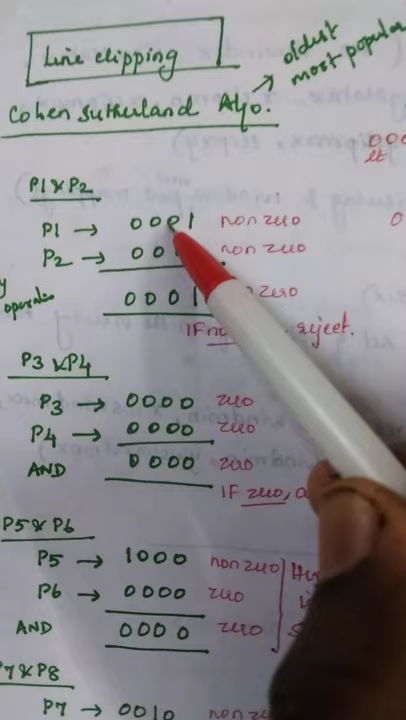 Line clipping
→ oldest
most popular
Cohen Sutherland Algo:
P1 & P2
P1 → 0001 non zero
P2 → 00 non zero
0001 zero
IF reject.
P3 & P4
P3 → 0000 zero
P4 → 0000 zero
AND 0000 zero
IF zero,
P5 & P6
P5 → 1000 non zero
P6 → 0000 zero
AND 0000 zero
P7 & P8
P7 → 0010